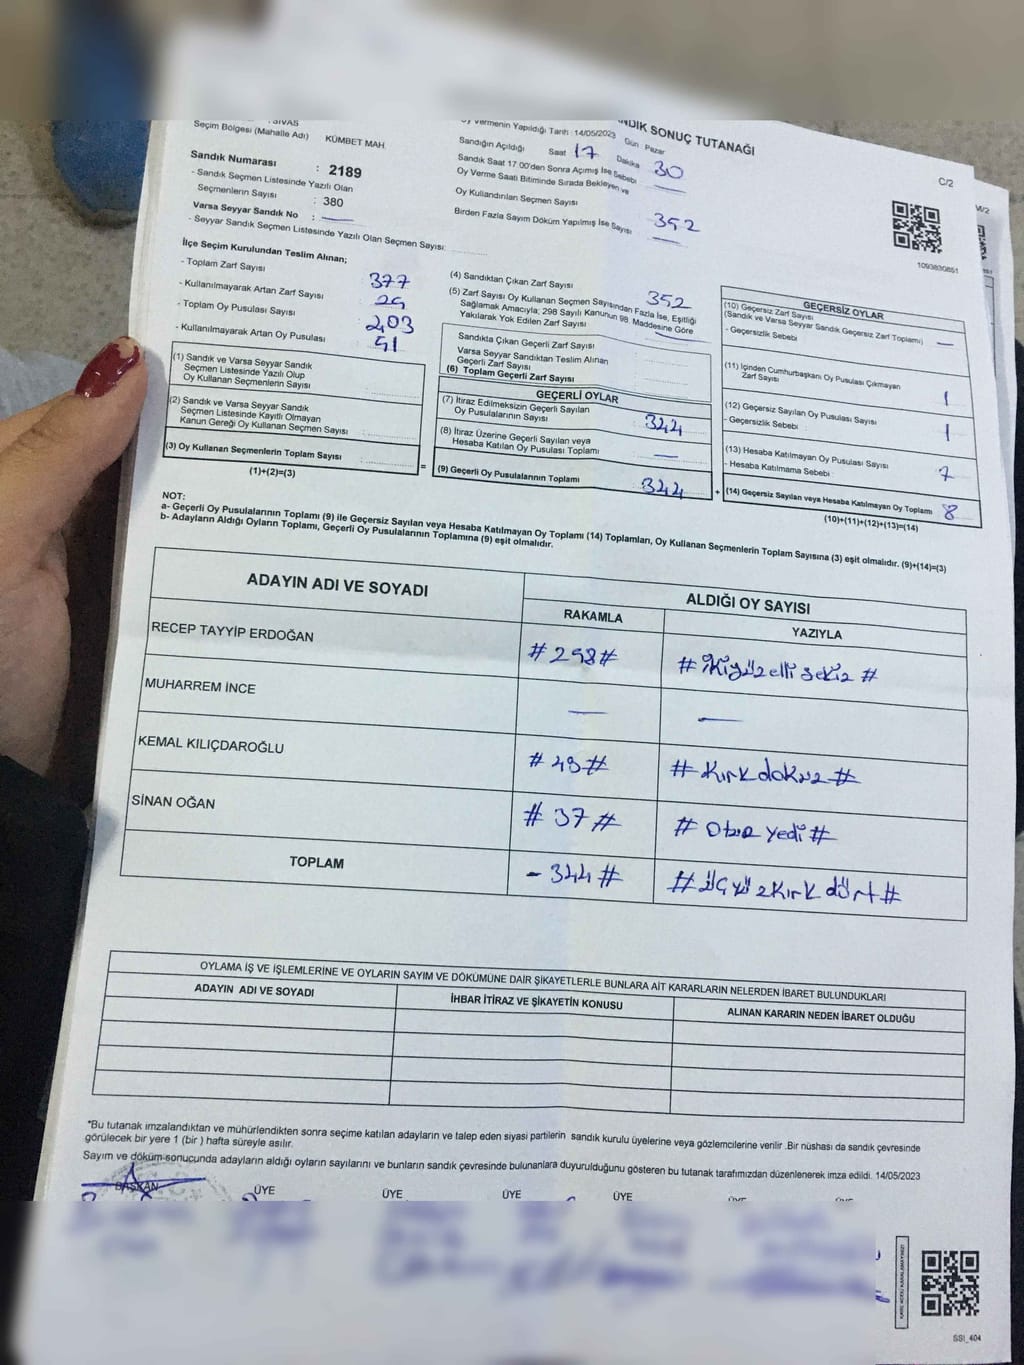 SİVAS
Seçim Bölgesi (Mahalle Adı) KÜMBET MAH.
Sandık Numarası : 2189
- Sandık Seçmen Listesinde Yazılı Olan
Seçmenlerin Sayısı : 380
Varsa Seyyar Sandık No : —
- Seyyar Sandık Seçmen Listesinde Yazılı Olan Seçmen Sayısı:
SANDIK SONUÇ TUTANAĞI
Oy Vermenin Yapıldığı Tarih : 14/05/2023 Gün : Pazar
Sandığın Açıldığı Saat 17 Dakika 30
Sandık Saat 17.00'den Sonra Açımış İse Sebebi —
Oy Verme Saati Bitiminde Sırada Bekleyen ve
Oy Kullandırılan Seçmen Sayısı 352
Birden Fazla Sayım Döküm Yapılmış İse Sayısı —
C/2
1093830851
M/2
İlçe Seçim Kurulundan Teslim Alınan;
- Toplam Zarf Sayısı 377
- Kullanılmayarak Artan Zarf Sayısı 25
- Toplam Oy Pusulası Sayısı 403
- Kullanılmayarak Artan Oy Pusulası 51
(1) Sandık ve Varsa Seyyar Sandık
Seçmen Listesinde Yazılı Olup
Oy Kullanan Seçmenlerin Sayısı
(2) Sandık ve Varsa Seyyar Sandık
Seçmen Listesinde Kayıtlı Olmayan
Kanun Gereği Oy Kullanan Seçmen Sayısı
(3) Oy Kullanan Seçmenlerin Toplam Sayısı
(1)+(2)=(3)
=
(4) Sandıktan Çıkan Zarf Sayısı 352
(5) Zarf Sayısı Oy Kullanan Seçmen Sayısından Fazla İse, Eşitliği
Sağlamak Amacıyla; 298 Sayılı Kanunun 98. Maddesine Göre
Yakılarak Yok Edilen Zarf Sayısı —
Sandıkta Çıkan Geçerli Zarf Sayısı
Varsa Seyyar Sandıktan Teslim Alınan
Geçerli Zarf Sayısı
(6) Toplam Geçerli Zarf Sayısı
GEÇERLİ OYLAR
(7) İtiraz Edilmeksizin Geçerli Sayılan
Oy Pusulalarının Sayısı 344
(8) İtiraz Üzerine Geçerli Sayılan veya
Hesaba Katılan Oy Pusulası Toplamı —
(9) Geçerli Oy Pusulalarının Toplamı 344
+
GEÇERSİZ OYLAR
(10) Geçersiz Zarf Sayısı
(Sandık ve Varsa Seyyar Sandık Geçersiz Zarf Toplamı) —
- Geçersizlik Sebebi :
(11) İçinden Cumhurbaşkanı Oy Pusulası Çıkmayan
Zarf Sayısı 1
(12) Geçersiz Sayılan Oy Pusulası Sayısı 1
- Geçersizlik Sebebi :
(13) Hesaba Katılmayan Oy Pusulası Sayısı 7
- Hesaba Katılmama Sebebi :
(14) Geçersiz Sayılan veya Hesaba Katılmayan Oy Toplamı 8
(10)+(11)+(12)+(13)=(14)
NOT:
a- Geçerli Oy Pusulalarının Toplamı (9) ile Geçersiz Sayılan veya Hesaba Katılmayan Oy Toplamı (14) Toplamları, Oy Kullanan Seçmenlerin Toplam Sayısına (3) eşit olmalıdır. (9)+(14)=(3)
b- Adayların Aldığı Oyların Toplamı, Geçerli Oy Pusulalarının Toplamına (9) eşit olmalıdır.
ADAYIN ADI VE SOYADI ALDIĞI OY SAYISI
RAKAMLA YAZIYLA
RECEP TAYYİP ERDOĞAN #258# #ikiyüzelli sekiz#
MUHARREM İNCE — —
KEMAL KILIÇDAROĞLU #49# #Kırkdokuz#
SİNAN OĞAN #37# #Otuz yedi#
TOPLAM -344# #üçyüzkırk dört#
OYLAMA İŞ VE İŞLEMLERİNE VE OYLARIN SAYIM VE DÖKÜMÜNE DAİR ŞİKAYETLERLE BUNLARA AİT KARARLARIN NELERDEN İBARET BULUNDUKLARI
ADAYIN ADI VE SOYADI İHBAR İTİRAZ VE ŞİKAYETİN KONUSU ALINAN KARARIN NEDEN İBARET OLDUĞU
*Bu tutanak imzalandıktan ve mühürlendikten sonra seçime katılan adayların ve talep eden siyasi partilerin sandık kurulu üyelerine veya gözlemcilerine verilir .Bir nüshası da sandık çevresinde
görülecek bir yere 1 (bir ) hafta süreyle asılır.
Sayım ve döküm sonucunda adayların aldığı oyların sayılarını ve bunların sandık çevresinde bulunanlara duyurulduğunu gösteren bu tutanak tarafımızdan düzenlenerek imza edildi. 14/05/2023
BAŞKAN ÜYE ÜYE ÜYE ÜYE ÜYE ÜYE
KARE KODU KARALAMAYINIZ!
SSI_404